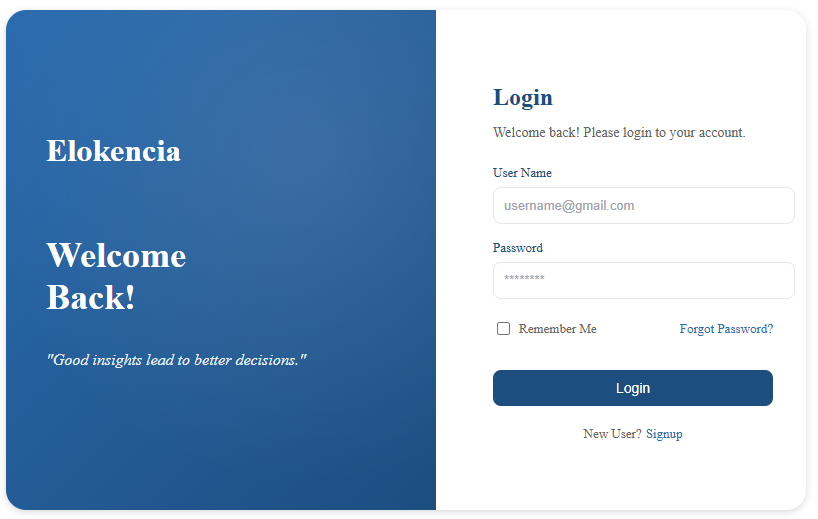 Elokencia
Welcome
Back!
"Good insights lead to better decisions."
Login
Welcome back! Please login to your account.
User Name
username@gmail.com
Password
********
Remember Me
Forgot Password?
Login
New User? Signup